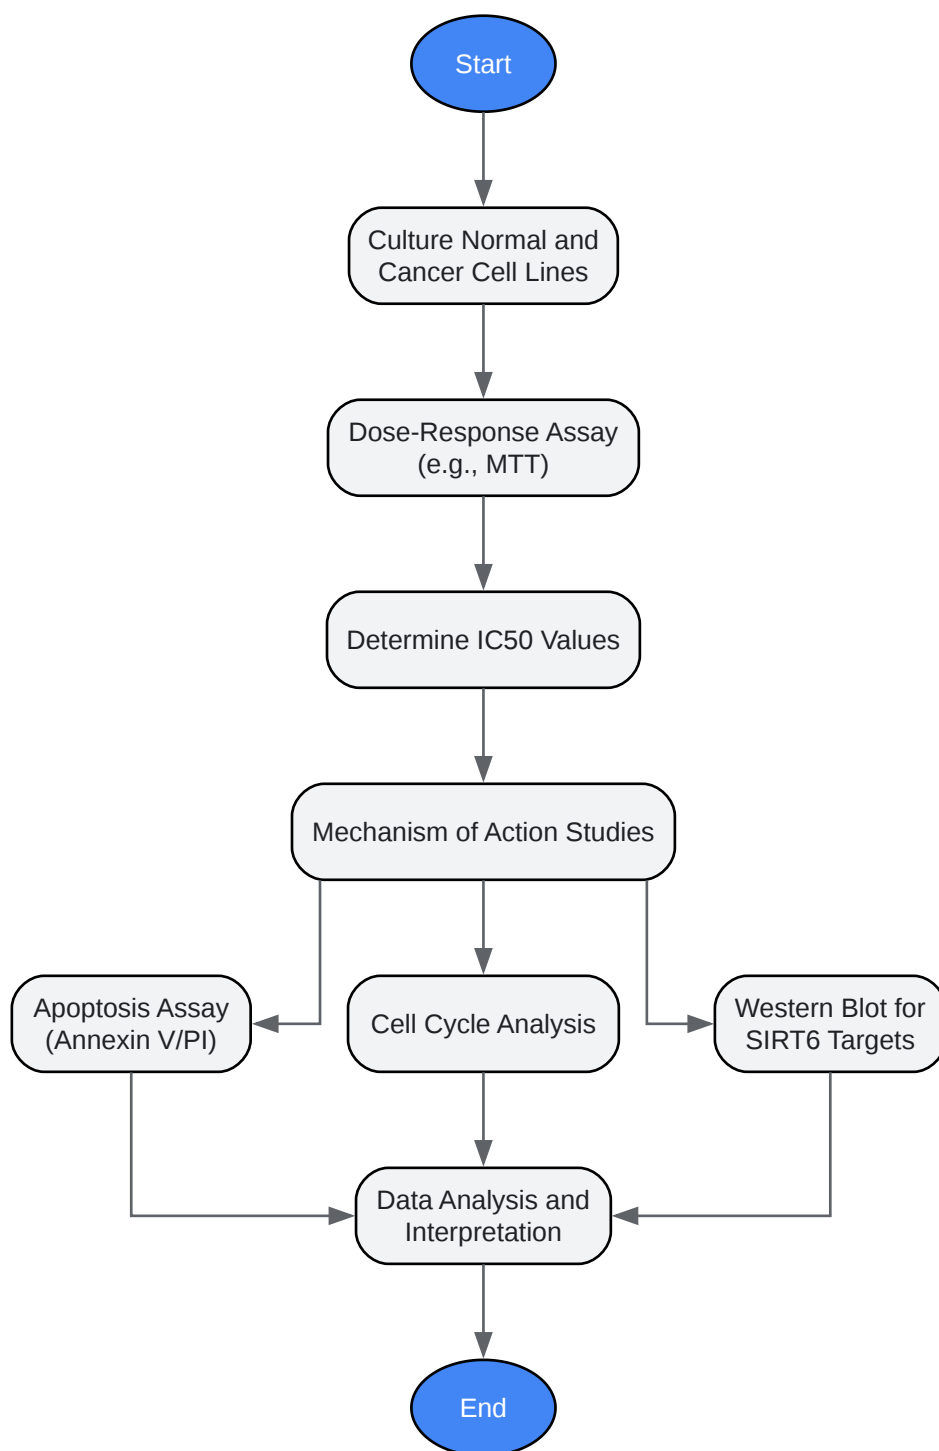 Start
Culture Normal and
Cancer Cell Lines
Dose-Response Assay
(e.g., MTT)
Determine IC50 Values
Mechanism of Action Studies
Apoptosis Assay
(Annexin V/PI)
Cell Cycle Analysis
Western Blot for
SIRT6 Targets
Data Analysis and
Interpretation
End